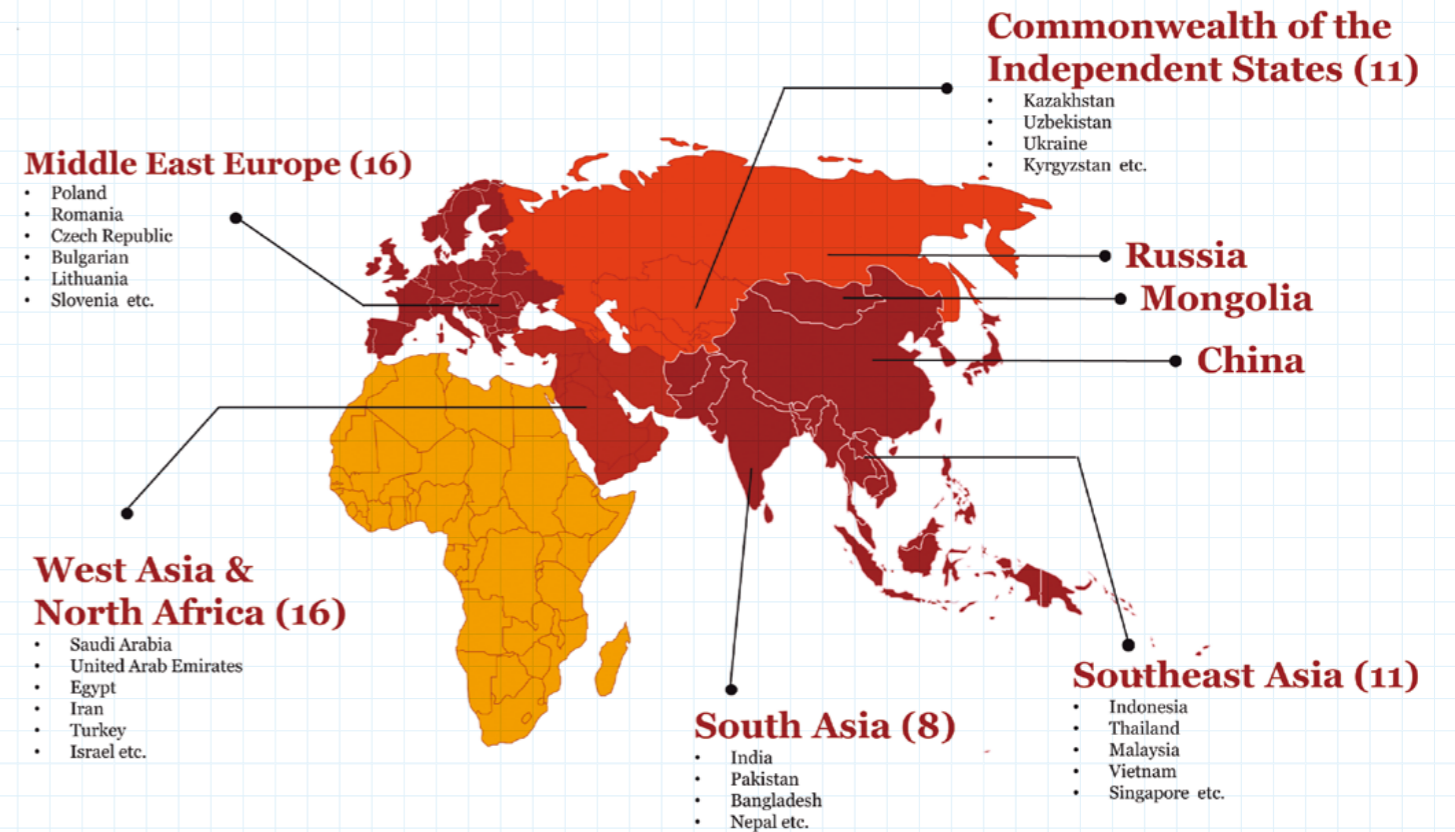 Commonwealth of the
Independent States (11)
• Kazakhstan
• Uzbekistan
• Ukraine
• Kyrgyzstan etc.
Middle East Europe (16)
• Poland
• Romania
• Czech Republic
• Bulgarian
• Lithuania
• Slovenia etc.
Russia
Mongolia
China
West Asia &
North Africa (16)
• Saudi Arabia
• United Arab Emirates
• Egypt
• Iran
• Turkey
• Israel etc.
South Asia (8)
• India
• Pakistan
• Bangladesh
• Nepal etc.
Southeast Asia (11)
• Indonesia
• Thailand
• Malaysia
• Vietnam
• Singapore etc.